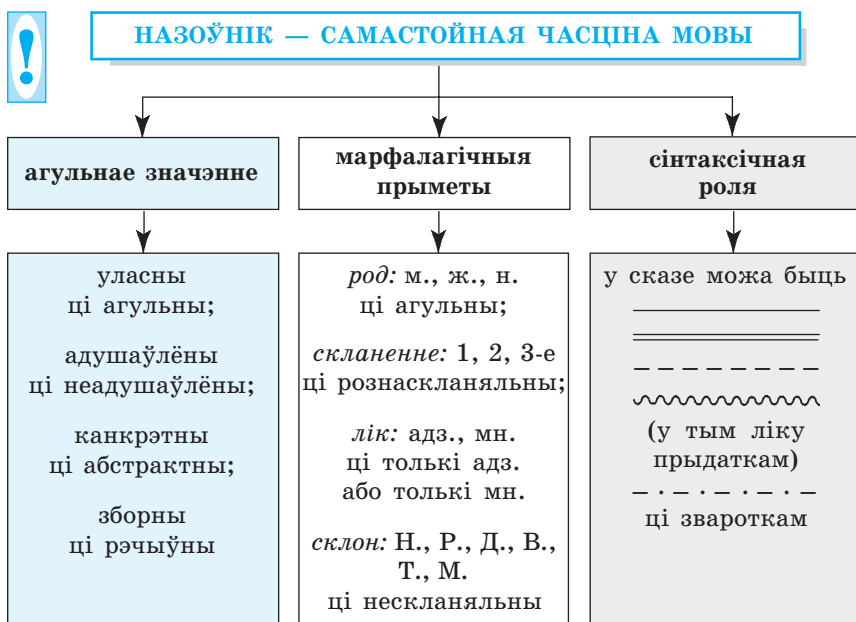 !
НАЗОЎНІК — САМАСТОЙНАЯ ЧАСЦІНА МОВЫ
агульнае значэнне
марфалагічныя
прыметы
сінтаксічная
роля
уласны
ці агульны;
адушаўлёны
ці неадушаўлёны;
канкрэтны
ці абстрактны;
зборны
ці рэчыўны
род: м., ж., н.
ці агульны;
скланенне: 1, 2, 3-е
ці рознаскланяльны;
лік: адз., мн.
ці толькі адз.
або толькі мн.
склон: Н., Р., Д., В.,
Т., М.
ці нескланяльны
у сказе можа быць
(у тым ліку
прыдаткам)
ці звароткам